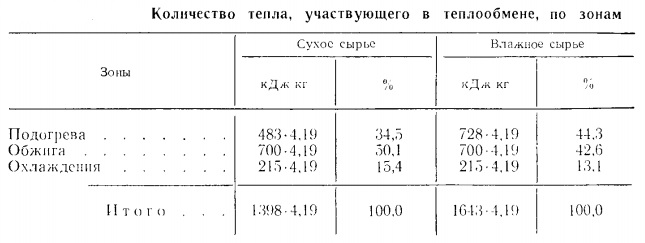 Количество тепла, участвующего в теплообмене, по зонам
Зоны Сухое сырье Влажное сырье
кДж кг % кДж кг %
Подогрева . . . . . . . 483·4,19 34,5 728·4,19 44,3
Обжига . . . . . . . . 700·4,19 50,1 700·4,19 42,6
Охлаждения . . . . . . 215·4,19 15,4 215·4,19 13,1
Итого . . . 1398·4,19 100,0 1643·4,19 100,0